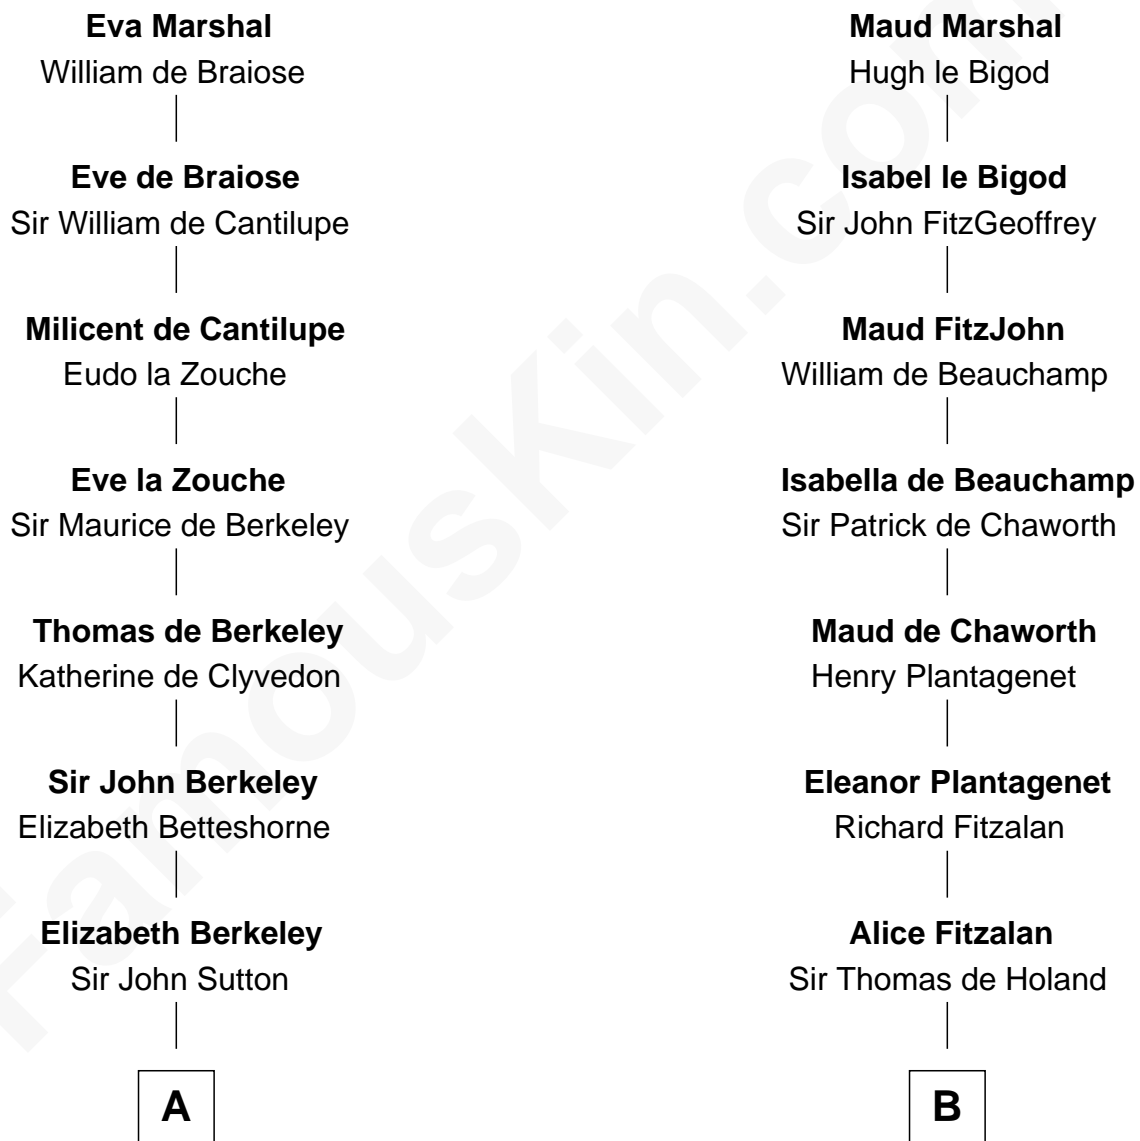 Eva Marshal
William de Braiose
Eve de Braiose
Sir William de Cantilupe
Milicent de Cantilupe
Eudo la Zouche
Eve la Zouche
Sir Maurice de Berkeley
Thomas de Berkeley
Katherine de Clyvedon
Sir John Berkeley
Elizabeth Betteshorne
Elizabeth Berkeley
Sir John Sutton
A
Maud Marshal
Hugh le Bigod
Isabel le Bigod
Sir John FitzGeoffrey
Maud FitzJohn
William de Beauchamp
Isabella de Beauchamp
Sir Patrick de Chaworth
Maud de Chaworth
Henry Plantagenet
Eleanor Plantagenet
Richard Fitzalan
Alice Fitzalan
Sir Thomas de Holand
B
FamousKin.com